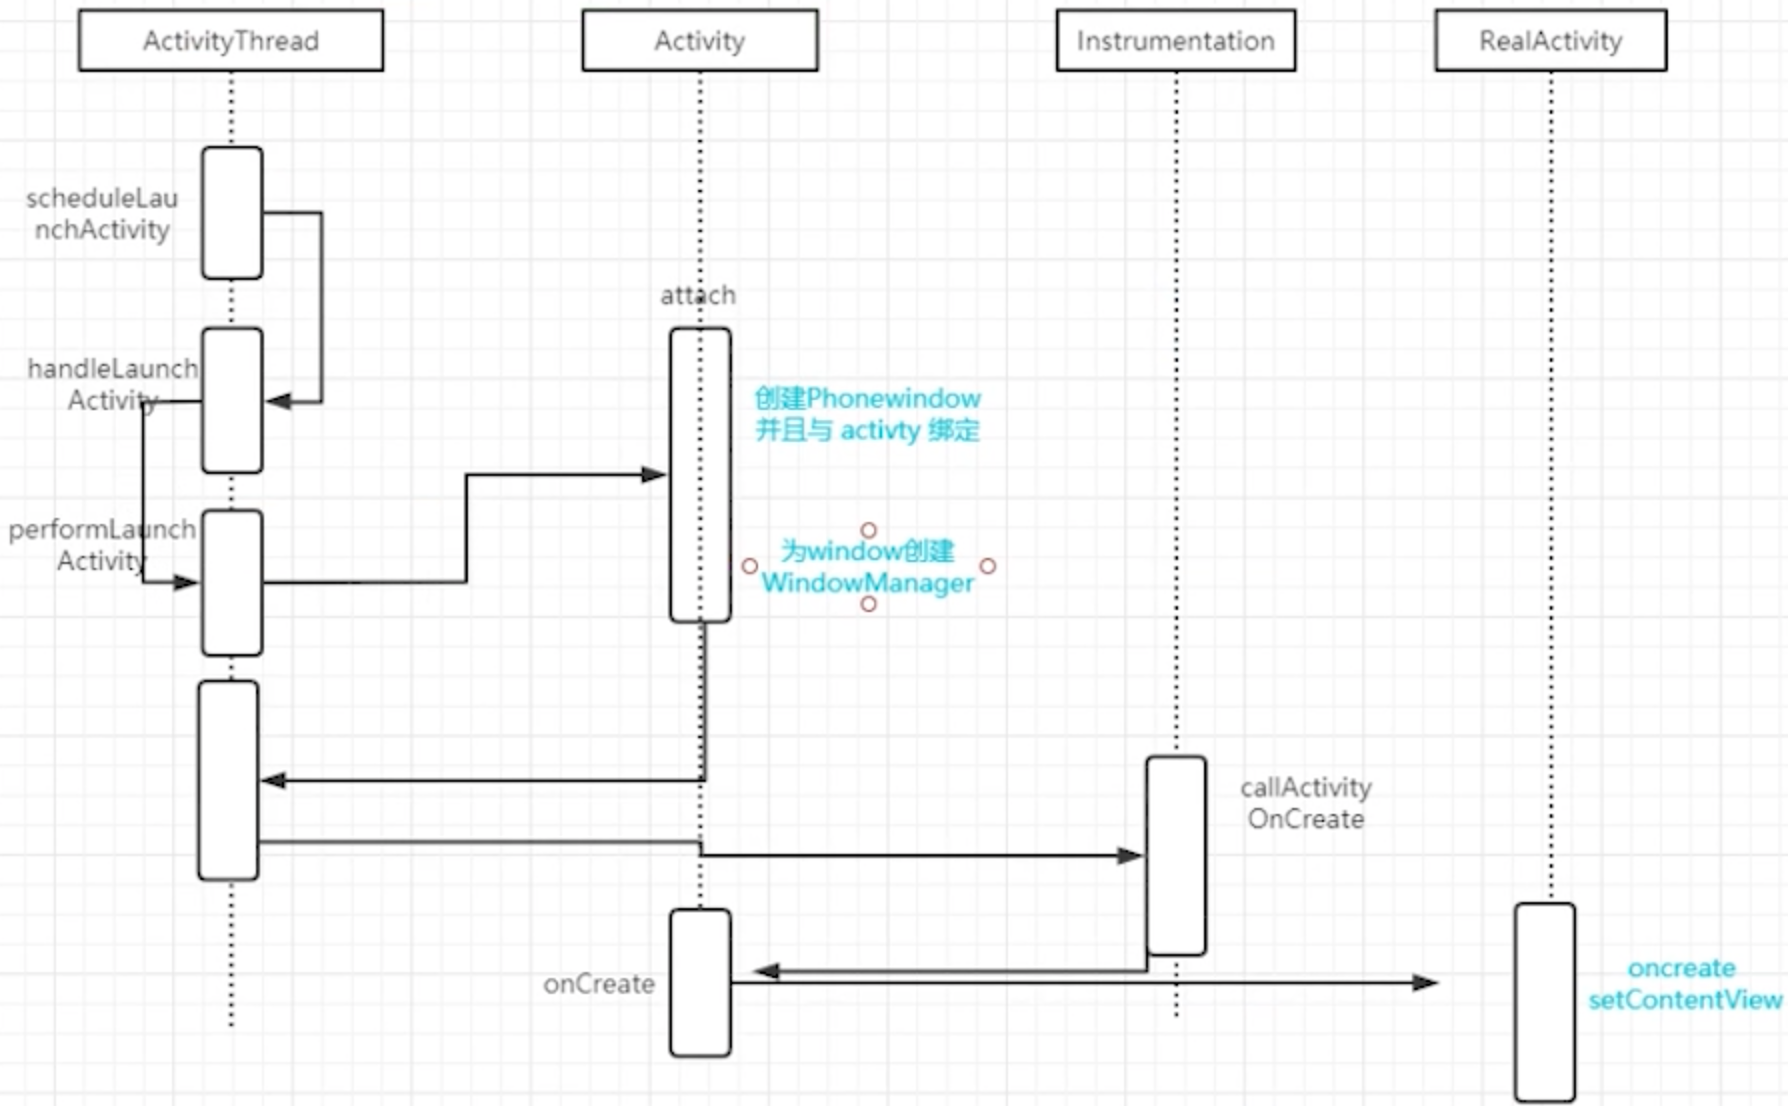 ActivityThread
Activity
Instrumentation
RealActivity
scheduleLau
nchActivity
attach
handleLaunch
Activity
创建Phonewindow
并且与 activty 绑定
performLaunch
Activity
为window创建
WindowManager
callActivity
OnCreate
onCreate
oncreate
setContentView